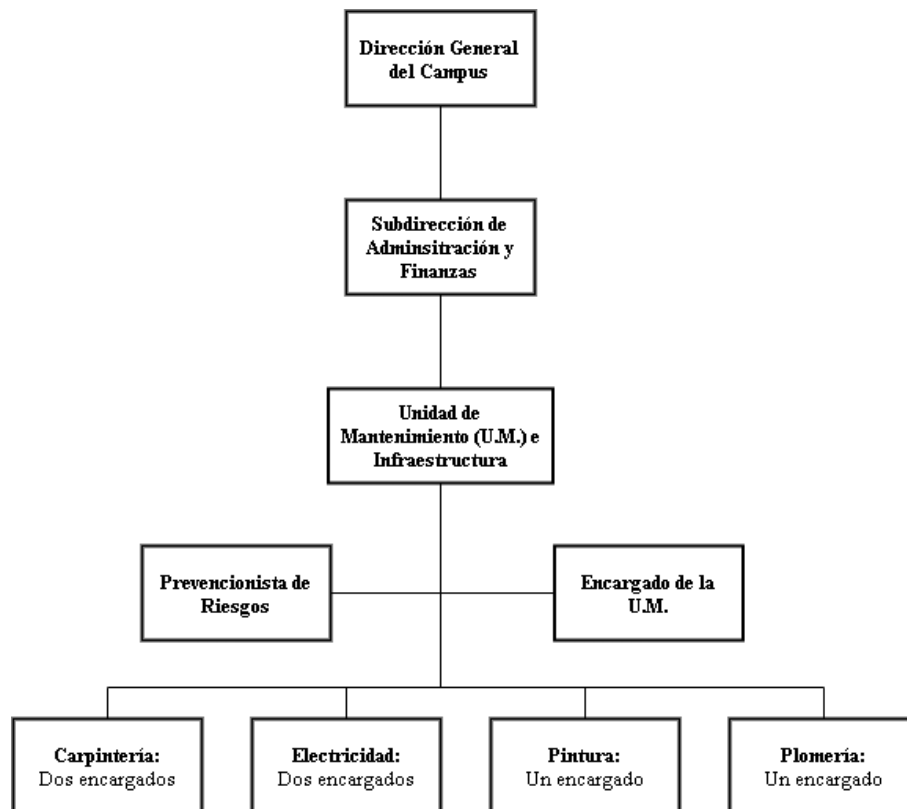 Dirección General
del Campus
Subdirección de
Adminsitración y
Finanzas
Unidad de
Mantenimiento (U.M.) e
Infraestructura
Prevencionista de
Riesgos
Encargado de la
U.M.
Carpintería:
Dos encargados
Electricidad:
Dos encargados
Pintura:
Un encargado
Plomería:
Un encargado